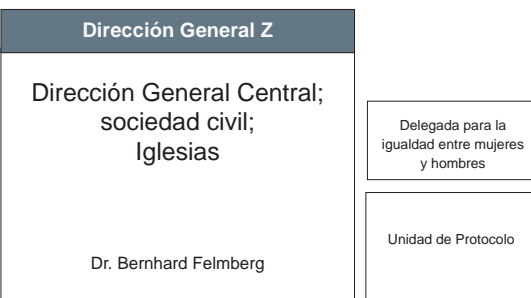 Dirección General Z
Dirección General Central;
sociedad civil;
Iglesias
Dr. Bernhard Felmberg
Delegada para la
igualdad entre mujeres
y hombres
Unidad de Protocolo